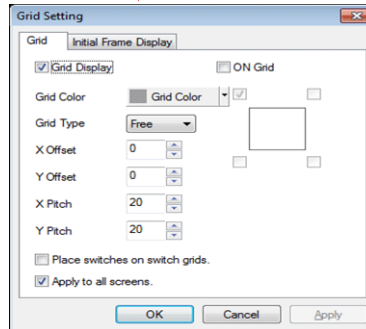 Grid Setting
Grid Initial Frame Display
Grid Display ON Grid
Grid Color Grid Color
Grid Type Free
X Offset 0
Y Offset 0
X Pitch 20
Y Pitch 20
Place switches on switch grids.
Apply to all screens.
OK Cancel Apply